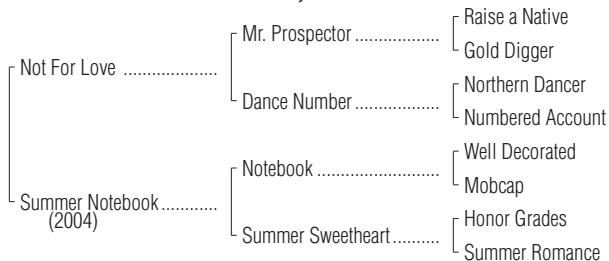 Raise a Native
Mr. Prospector ..................
Gold Digger
Not For Love ....................
Northern Dancer
Dance Number ..................
Numbered Account
Well Decorated
Notebook ..........................
Mobcap
Summer Notebook ............
(2004)
Honor Grades
Summer Sweetheart ..........
Summer Romance